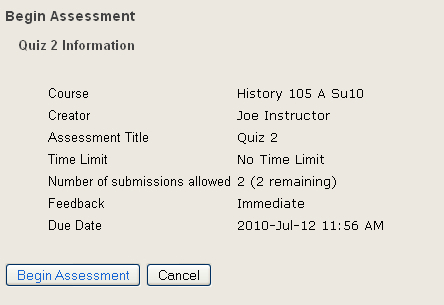 Begin Assessment
Quiz 2 Information
Course History 105 A Su10
Creator Joe Instructor
Assessment Title Quiz 2
Time Limit No Time Limit
Number of submissions allowed 2 (2 remaining)
Feedback Immediate
Due Date 2010-Jul-12 11:56 AM
Begin Assessment Cancel